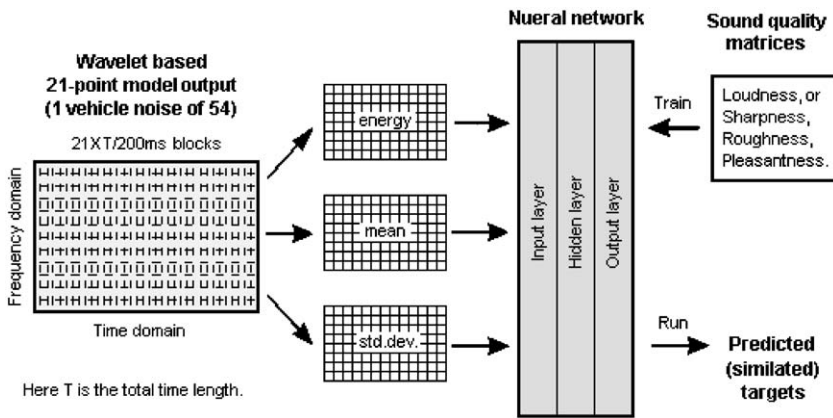 Wavelet based
21-point model output
(1 vehicle noise of 54)
21XT/200ms blocks
Frequency domain
Time domain
Here T is the total time length.
energy
mean
std.dev.
Nueral network
Input layer
Hidden layer
Output layer
Sound quality
matrices
Train
Loudness, or
Sharpness,
Roughness,
Pleasantness.
Run
Predicted
(similated)
targets